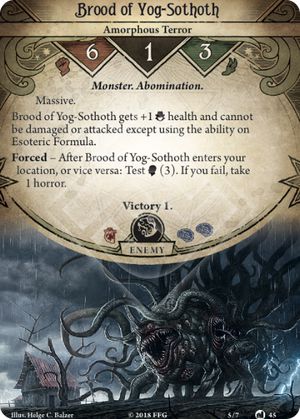 Brood of Yog-Sothoth
Amorphous Terror
6 1 3
Monster. Abomination.
Massive.
Brood of Yog-Sothoth gets +1 health and cannot
be damaged or attacked except using the ability on
Esoteric Formula.
Forced – After Brood of Yog-Sothoth enters your
location, or vice versa: Test (3). If you fail, take
1 horror.
Victory 1.
ENEMY
Illus. Helge C. Balzer
© 2018 FFG
5/7 45